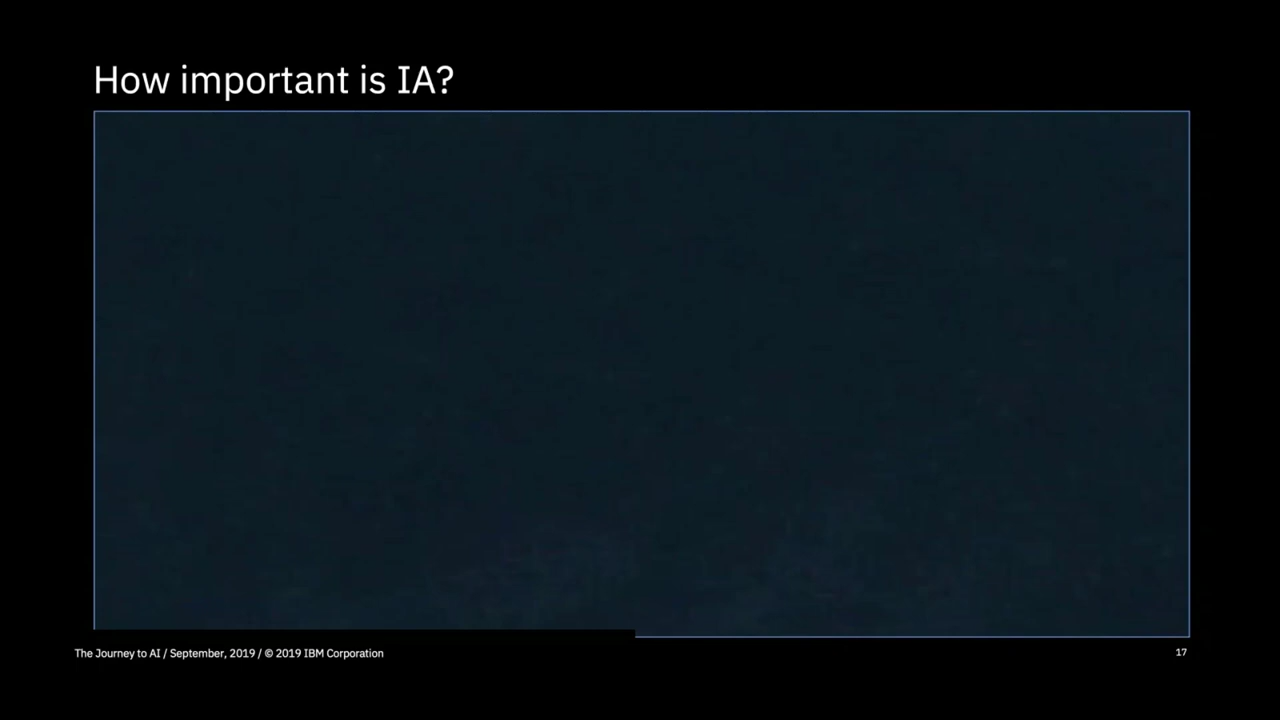 How important is IA?
The Journey to AI / September, 2019 / © 2019 IBM Corporation
17